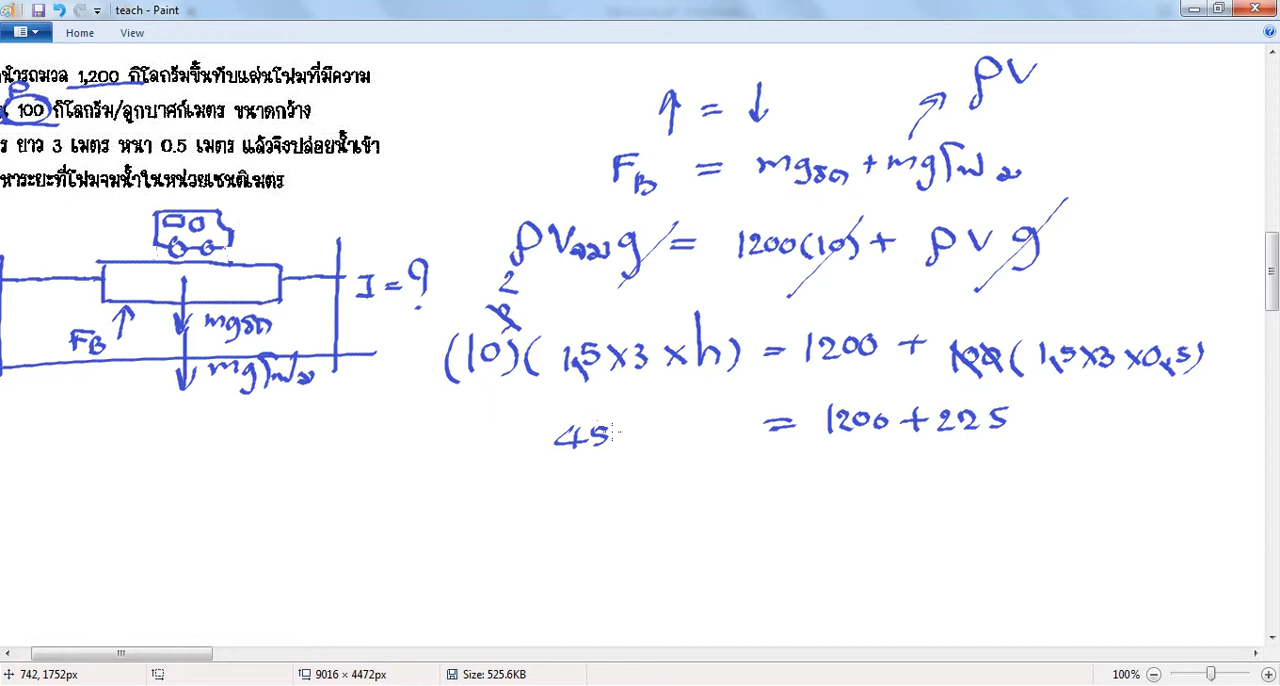 teach - Paint
Home View
นำรถมวล 1,200 กิโลกรัมขึ้นทับแผ่นโฟมที่มีความ
ρ
100 กิโลกรัม/ลูกบาศก์เมตร ขนาดกว้าง
ร ยาว 3 เมตร หนา 0.5 เมตร แล้วจึงปล่อยน้ำเข้า
หาระยะที่โฟมจมน้ำในหน่วยเซนติเมตร
ρV
↑ = ↓
F_B = mgรถ + mgโฟม
ρVจมg = 1200(10) + ρVg
I = ?
F_B mgรถ
mgโฟม
(10)(1.5×3×h) = 1200 + 100(1.5×3×0.5)
45 = 1200 + 225
742, 1752px 9016 × 4472px Size: 525.6KB 100%